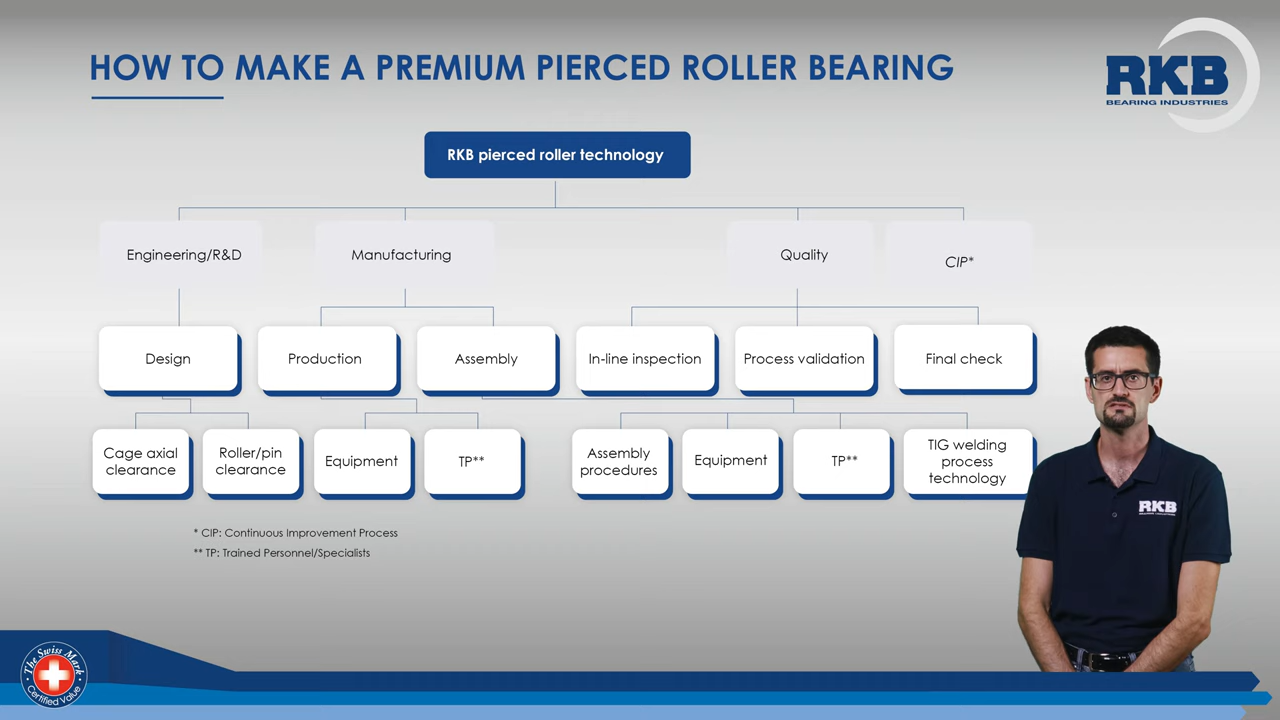 HOW TO MAKE A PREMIUM PIERCED ROLLER BEARING
RKB
BEARING INDUSTRIES
RKB pierced roller technology
Engineering/R&D
Manufacturing
Quality
CIP*
Design
Production
Assembly
In-line inspection
Process validation
Final check
Cage axial
clearance
Roller/pin
clearance
Equipment
TP**
Assembly
procedures
Equipment
TP**
TIG welding
process
technology
* CIP: Continuous Improvement Process
** TP: Trained Personnel/Specialists
RKB
BEARING INDUSTRIES
The Swiss Mark
Certified Value